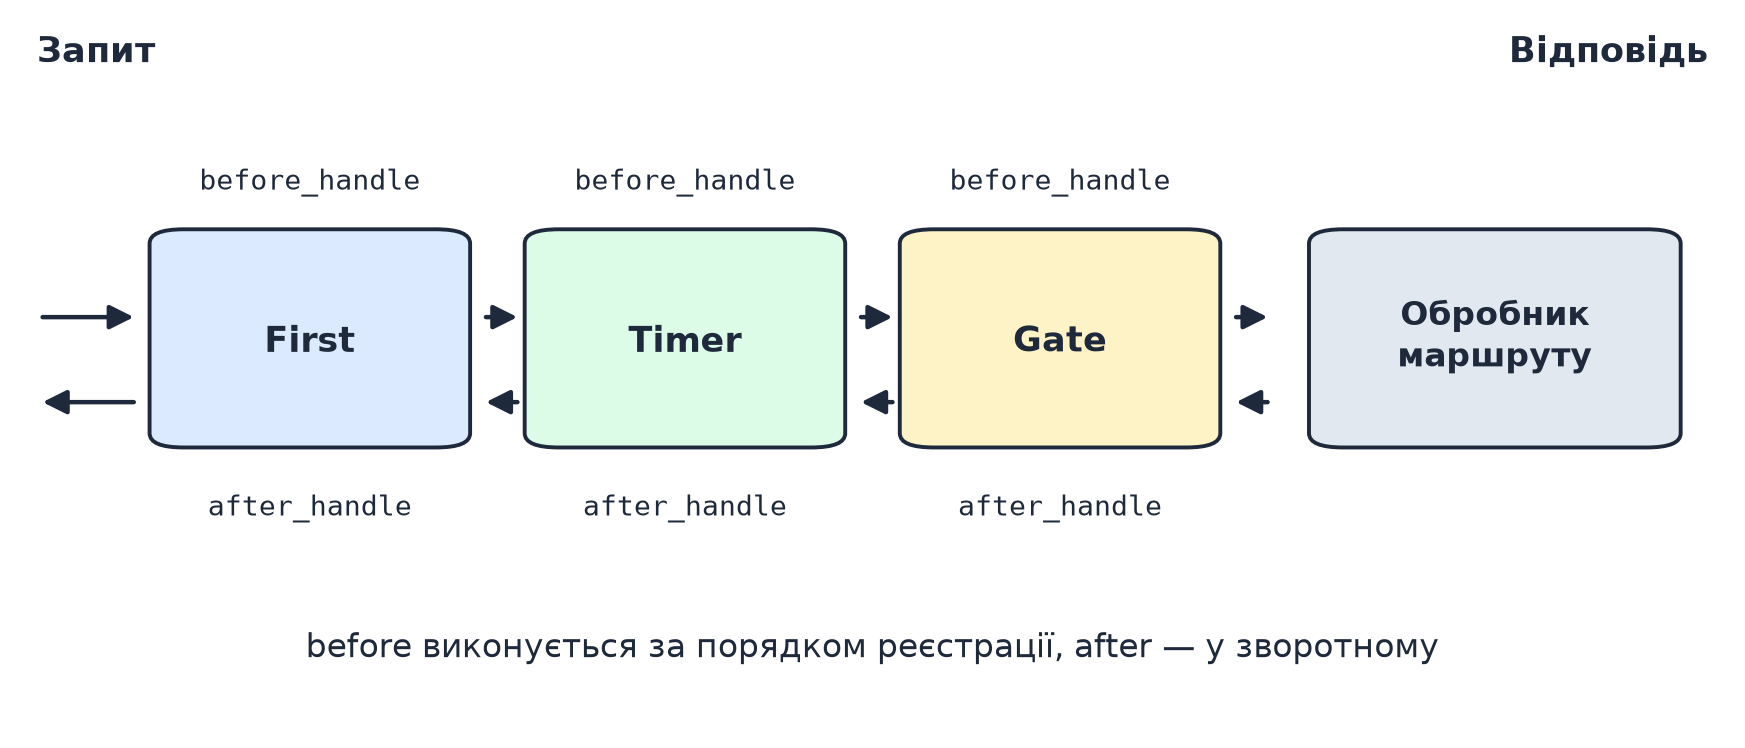 Запит
Відповідь
before_handle
before_handle
before_handle
First
Timer
Gate
Обробник
маршруту
after_handle
after_handle
after_handle
before виконується за порядком реєстрації, after — у зворотному